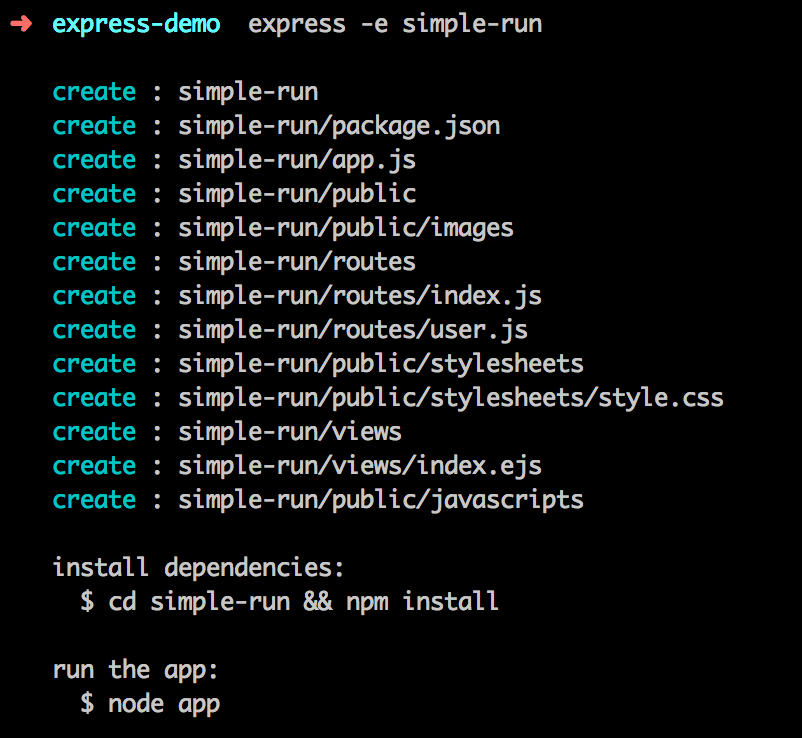 ➜ express-demo express -e simple-run
create : simple-run
create : simple-run/package.json
create : simple-run/app.js
create : simple-run/public
create : simple-run/public/images
create : simple-run/routes
create : simple-run/routes/index.js
create : simple-run/routes/user.js
create : simple-run/public/stylesheets
create : simple-run/public/stylesheets/style.css
create : simple-run/views
create : simple-run/views/index.ejs
create : simple-run/public/javascripts
install dependencies:
$ cd simple-run && npm install
run the app:
$ node app